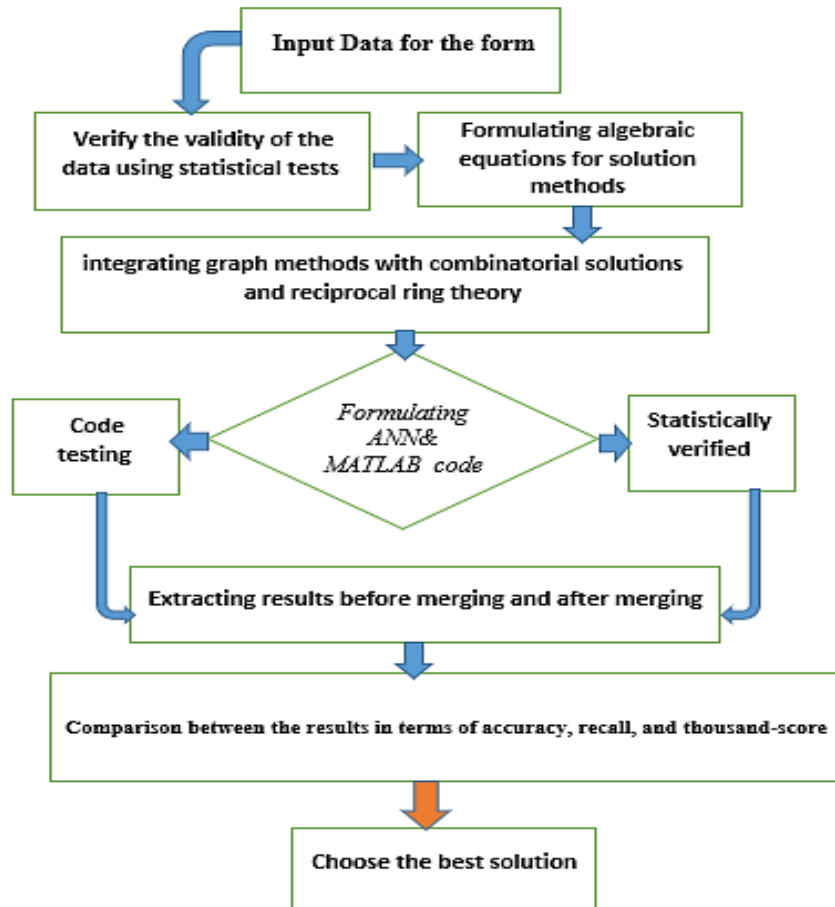 Input Data for the form
Verify the validity of the
data using statistical tests
Formulating algebraic
equations for solution
methods
integrating graph methods with combinatorial solutions
and reciprocal ring theory
Formulating
ANN&
MATLAB code
Code
testing
Statistically
verified
Extracting results before merging and after merging
Comparison between the results in terms of accuracy, recall, and thousand-score
Choose the best solution